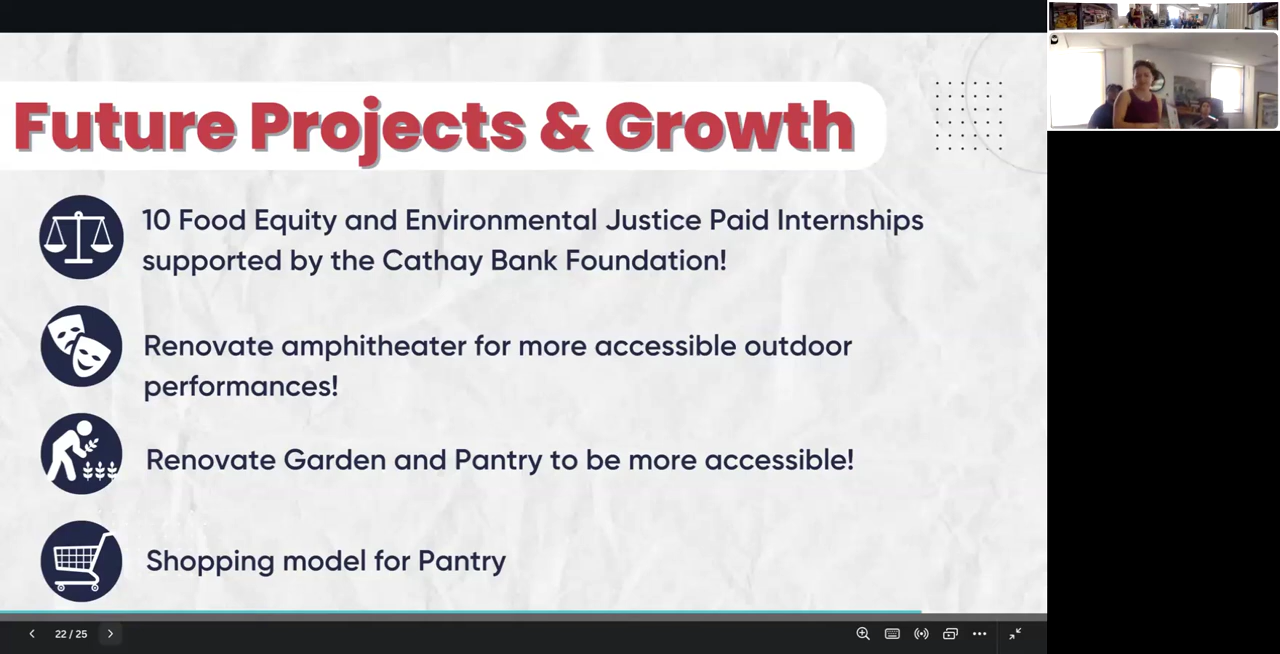 Future Projects & Growth
10 Food Equity and Environmental Justice Paid Internships
supported by the Cathay Bank Foundation!
Renovate amphitheater for more accessible outdoor
performances!
Renovate Garden and Pantry to be more accessible!
Shopping model for Pantry
22 / 25